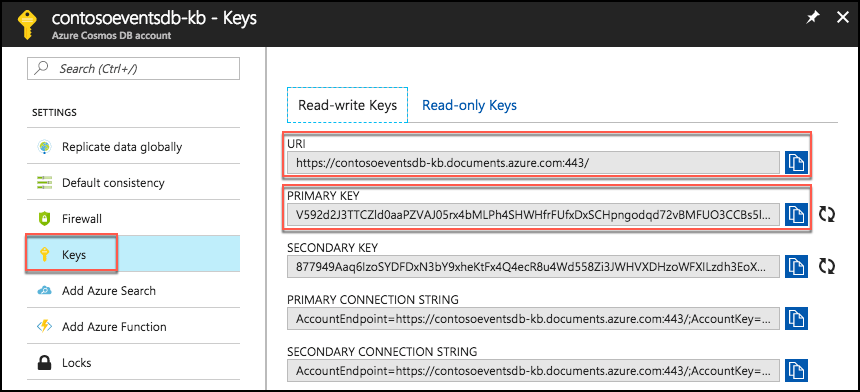 contosoeventsdb-kb - Keys
Azure Cosmos DB account
Search (Ctrl+/)
SETTINGS
Replicate data globally
Default consistency
Firewall
Keys
Add Azure Search
Add Azure Function
Locks
Read-write Keys
Read-only Keys
URI
https://contosoeventsdb-kb.documents.azure.com:443/
PRIMARY KEY
V592d2J3TTCZld0aaPZVAJ05rx4bMLPh4SHWHfrFUfxDxSCHpngodqd72vBMFUO3CCBs5l...
SECONDARY KEY
877949Aaq6IzoSYDFDxN3bY9xheKtFx4Q4ecR8u4Wd558Zi3JWHVXDHzoWFXILzdh3EoX...
PRIMARY CONNECTION STRING
AccountEndpoint=https://contosoeventsdb-kb.documents.azure.com:443/;AccountKey=...
SECONDARY CONNECTION STRING
AccountEndpoint=https://contosoeventsdb-kb.documents.azure.com:443/;AccountKey=...